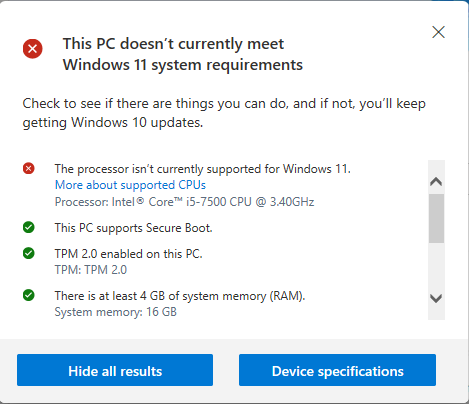 This PC doesn’t currently meet
Windows 11 system requirements
Check to see if there are things you can do, and if not, you’ll keep
getting Windows 10 updates.
The processor isn’t currently supported for Windows 11.
More about supported CPUs
Processor: Intel® Core™ i5-7500 CPU @ 3.40GHz
This PC supports Secure Boot.
TPM 2.0 enabled on this PC.
TPM: TPM 2.0
There is at least 4 GB of system memory (RAM).
System memory: 16 GB
Hide all results
Device specifications